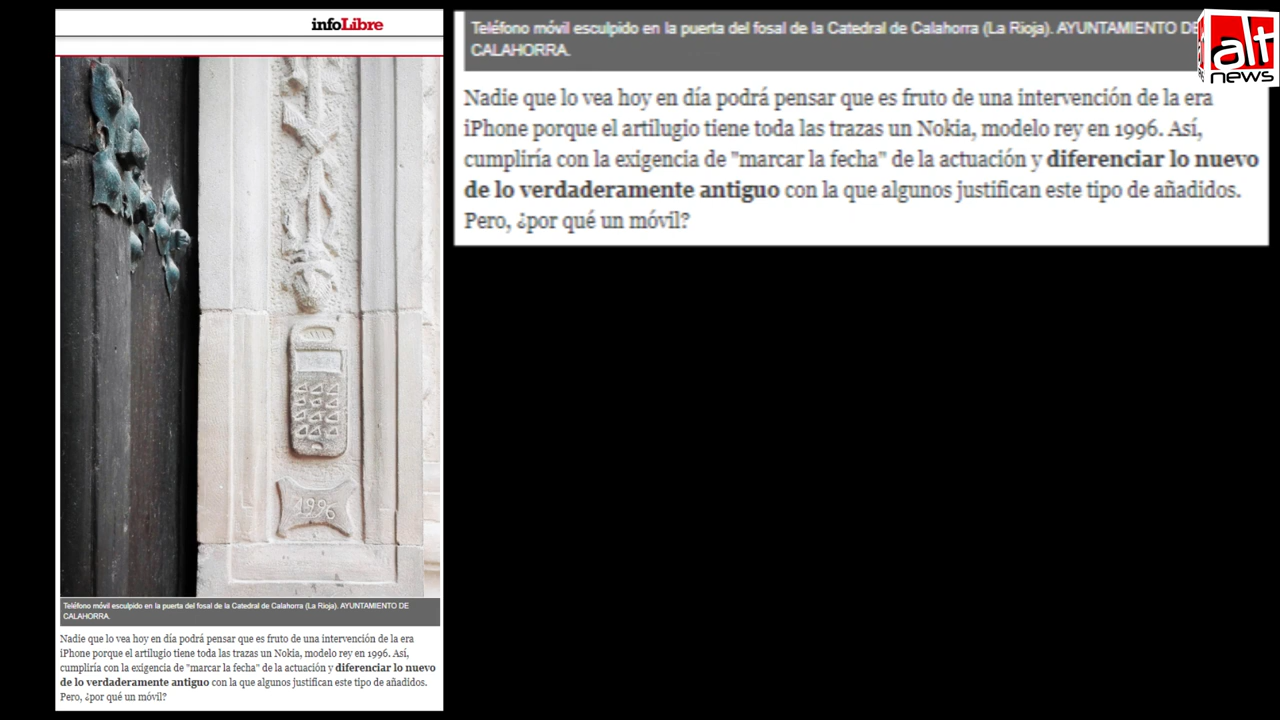 infoLibre
1996
Teléfono móvil esculpido en la puerta del fosal de la Catedral de Calahorra (La Rioja). AYUNTAMIENTO DE
CALAHORRA.
Nadie que lo vea hoy en día podrá pensar que es fruto de una intervención de la era
iPhone porque el artilugio tiene toda las trazas un Nokia, modelo rey en 1996. Así,
cumpliría con la exigencia de "marcar la fecha" de la actuación y diferenciar lo nuevo
de lo verdaderamente antiguo con la que algunos justifican este tipo de añadidos.
Pero, ¿por qué un móvil?
Teléfono móvil esculpido en la puerta del fosal de la Catedral de Calahorra (La Rioja). AYUNTAMIENTO DE
CALAHORRA.
Nadie que lo vea hoy en día podrá pensar que es fruto de una intervención de la era
iPhone porque el artilugio tiene toda las trazas un Nokia, modelo rey en 1996. Así,
cumpliría con la exigencia de "marcar la fecha" de la actuación y diferenciar lo nuevo
de lo verdaderamente antiguo con la que algunos justifican este tipo de añadidos.
Pero, ¿por qué un móvil?
alt
news